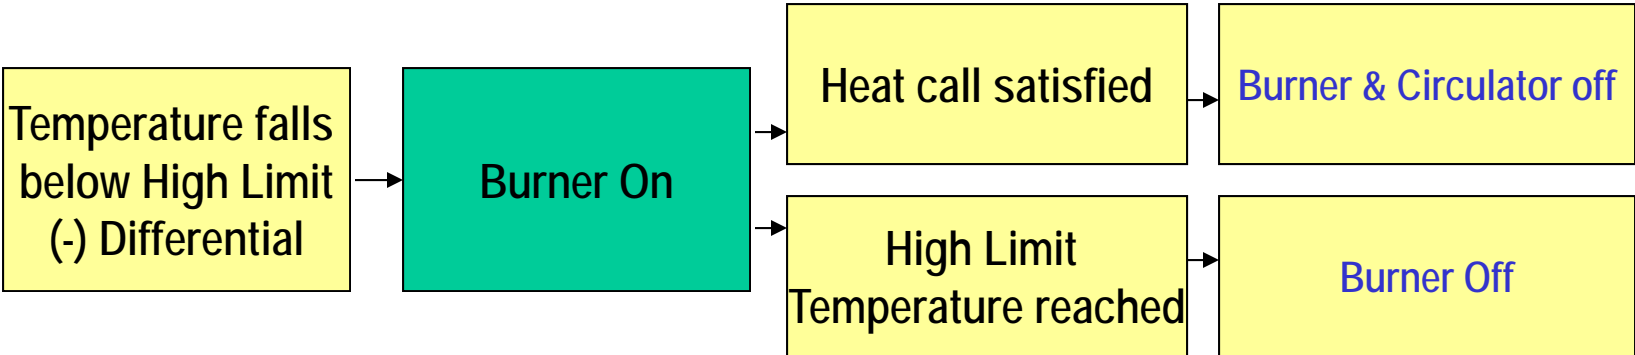 Temperature falls
below High Limit
(-) Differential
Burner On
Heat call satisfied
Burner & Circulator off
High Limit
Temperature reached
Burner Off